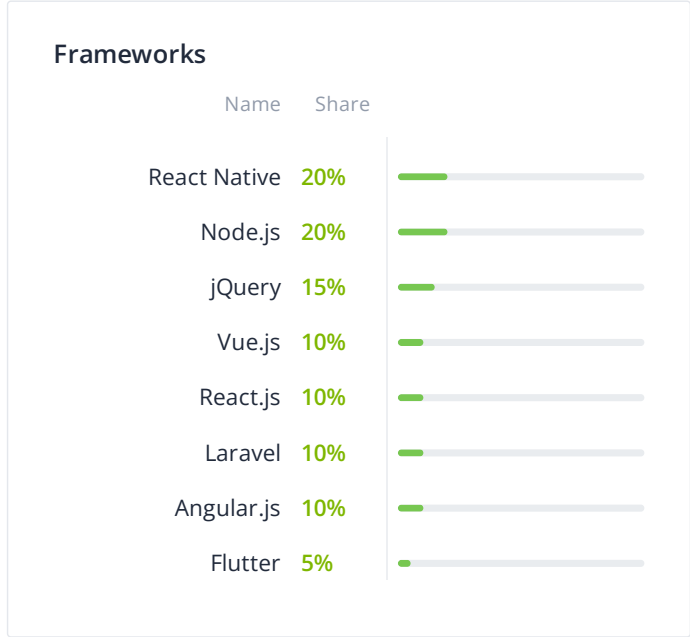 Frameworks
Name Share
React Native 20%
Node.js 20%
jQuery 15%
Vue.js 10%
React.js 10%
Laravel 10%
Angular.js 10%
Flutter 5%